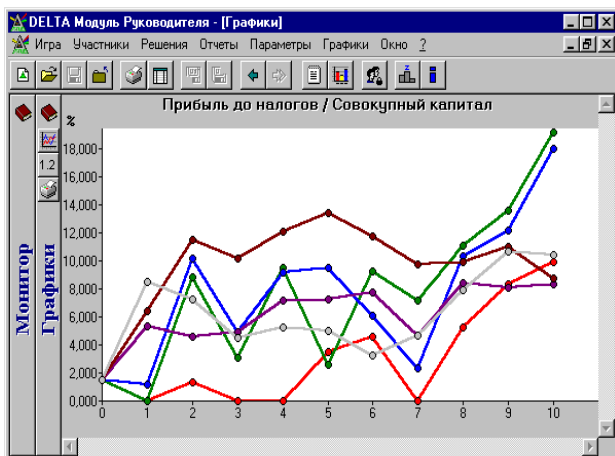 DELTA Модуль Руководителя - [Графики]
Игра Участники Решения Отчеты Параметры Графики Окно ?
Прибыль до налогов / Совокупный капитал
%
1.2
18,000
16,000
14,000
12,000
10,000
8,000
6,000
4,000
2,000
0,000
0 1 2 3 4 5 6 7 8 9 10
Монитор
Графики